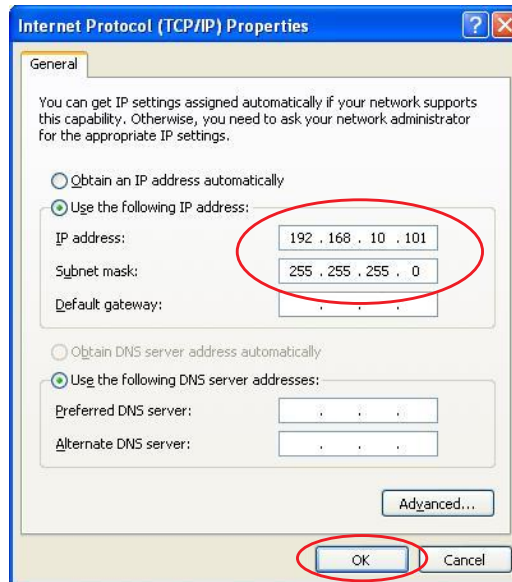 Internet Protocol (TCP/IP) Properties
General
You can get IP settings assigned automatically if your network supports
this capability. Otherwise, you need to ask your network administrator
for the appropriate IP settings.
Obtain an IP address automatically
Use the following IP address:
IP address: 192 . 168 . 10 . 101
Subnet mask: 255 . 255 . 255 . 0
Default gateway: . . .
Obtain DNS server address automatically
Use the following DNS server addresses:
Preferred DNS server: . . .
Alternate DNS server: . . .
Advanced...
OK Cancel